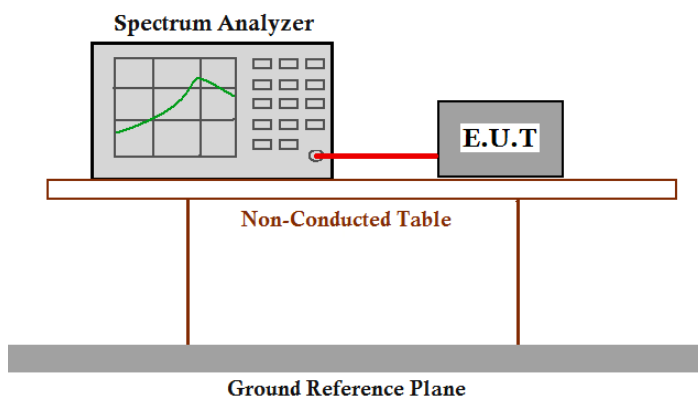 Spectrum Analyzer
E.U.T
Non-Conducted Table
Ground Reference Plane